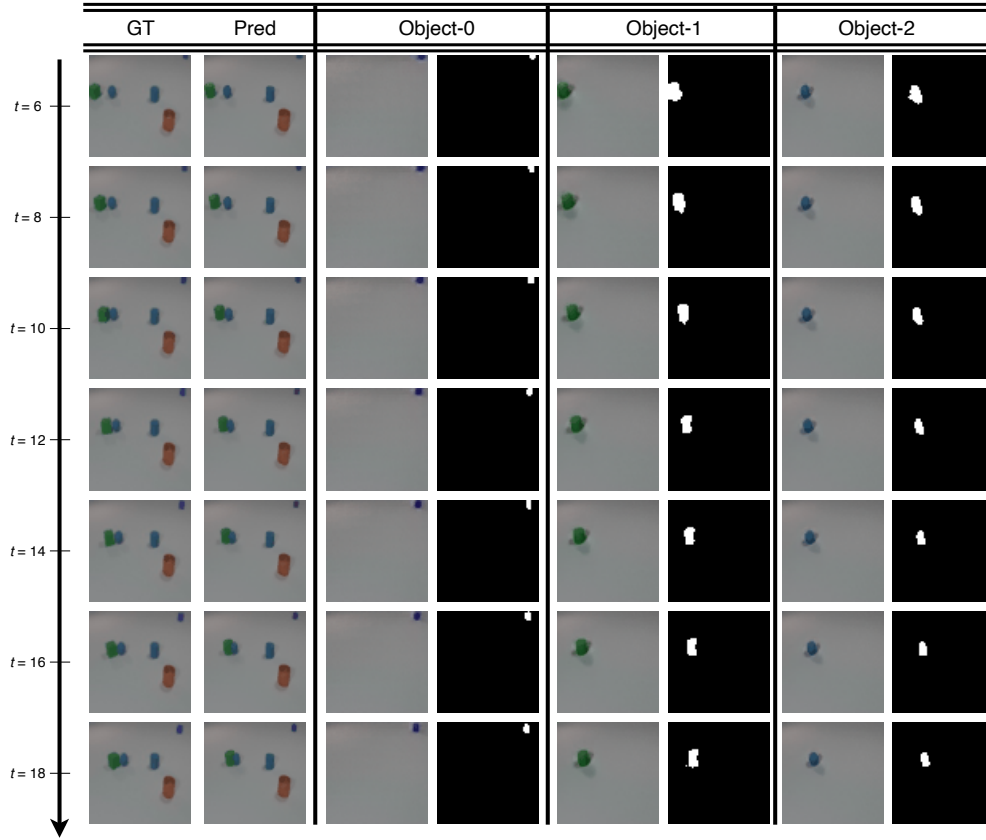 GT Pred Object-0 Object-1 Object-2
t = 6
t = 8
t = 10
t = 12
t = 14
t = 16
t = 18